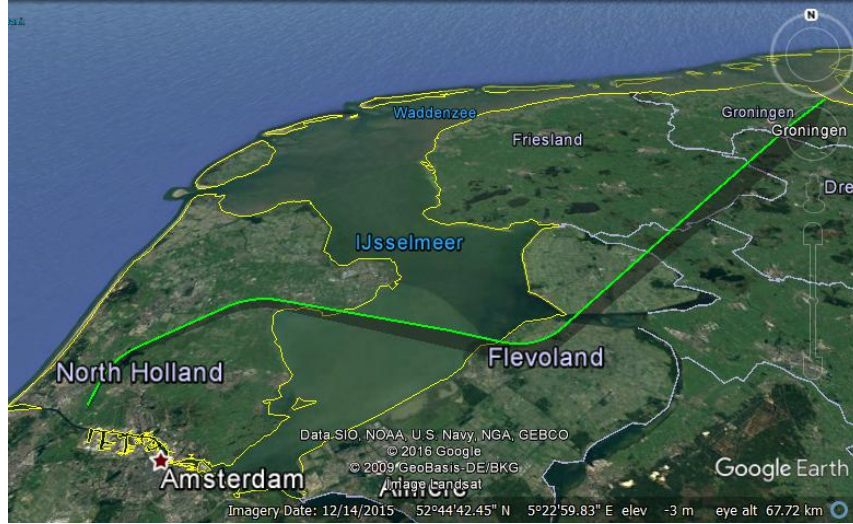 N
Waddenzee
Groningen
Groningen
Friesland
Dre
IJsselmeer
North Holland
Flevoland
Data SIO, NOAA, U.S. Navy, NGA, GEBCO
© 2016 Google
© 2009 GeoBasis-DE/BKG
Image Landsat
Amsterdam
Almere
Google Earth
Imagery Date: 12/14/2015 52°44'42.45" N 5°22'59.83" E elev -3 m eye alt 67.72 km